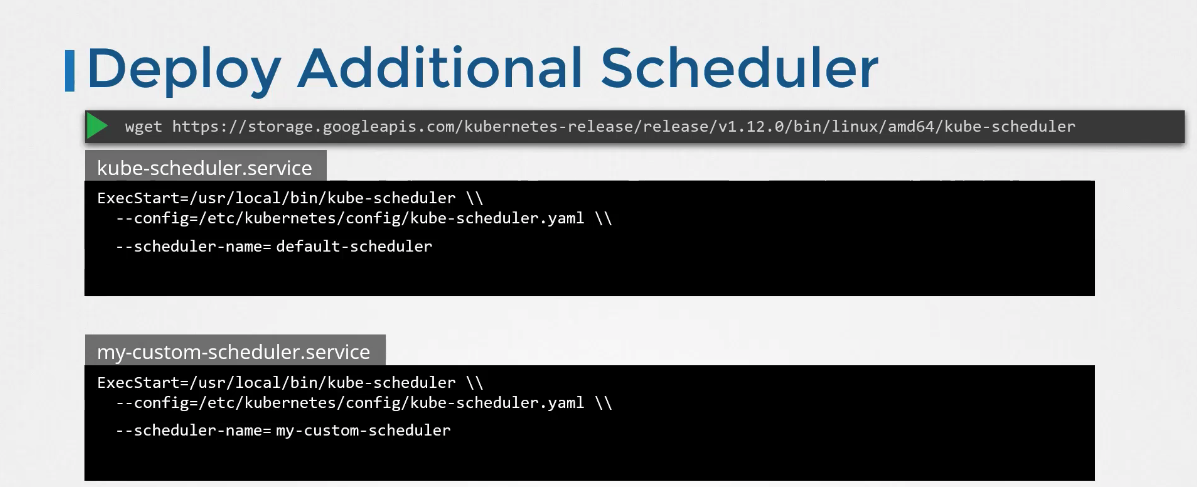 Deploy Additional Scheduler
wget https://storage.googleapis.com/kubernetes-release/release/v1.12.0/bin/linux/amd64/kube-scheduler
kube-scheduler.service
ExecStart=/usr/local/bin/kube-scheduler \\
--config=/etc/kubernetes/config/kube-scheduler.yaml \\
--scheduler-name= default-scheduler
my-custom-scheduler.service
ExecStart=/usr/local/bin/kube-scheduler \\
--config=/etc/kubernetes/config/kube-scheduler.yaml \\
--scheduler-name= my-custom-scheduler